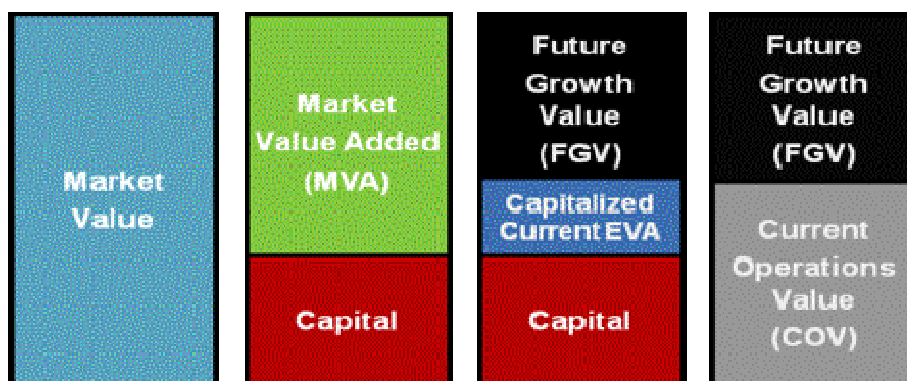 Market
Value
Market
Value Added
(MVA)
Capital
Future
Growth
Value
(FGV)
Capitalized
Current EVA
Capital
Future
Growth
Value
(FGV)
Current
Operations
Value
(COV)